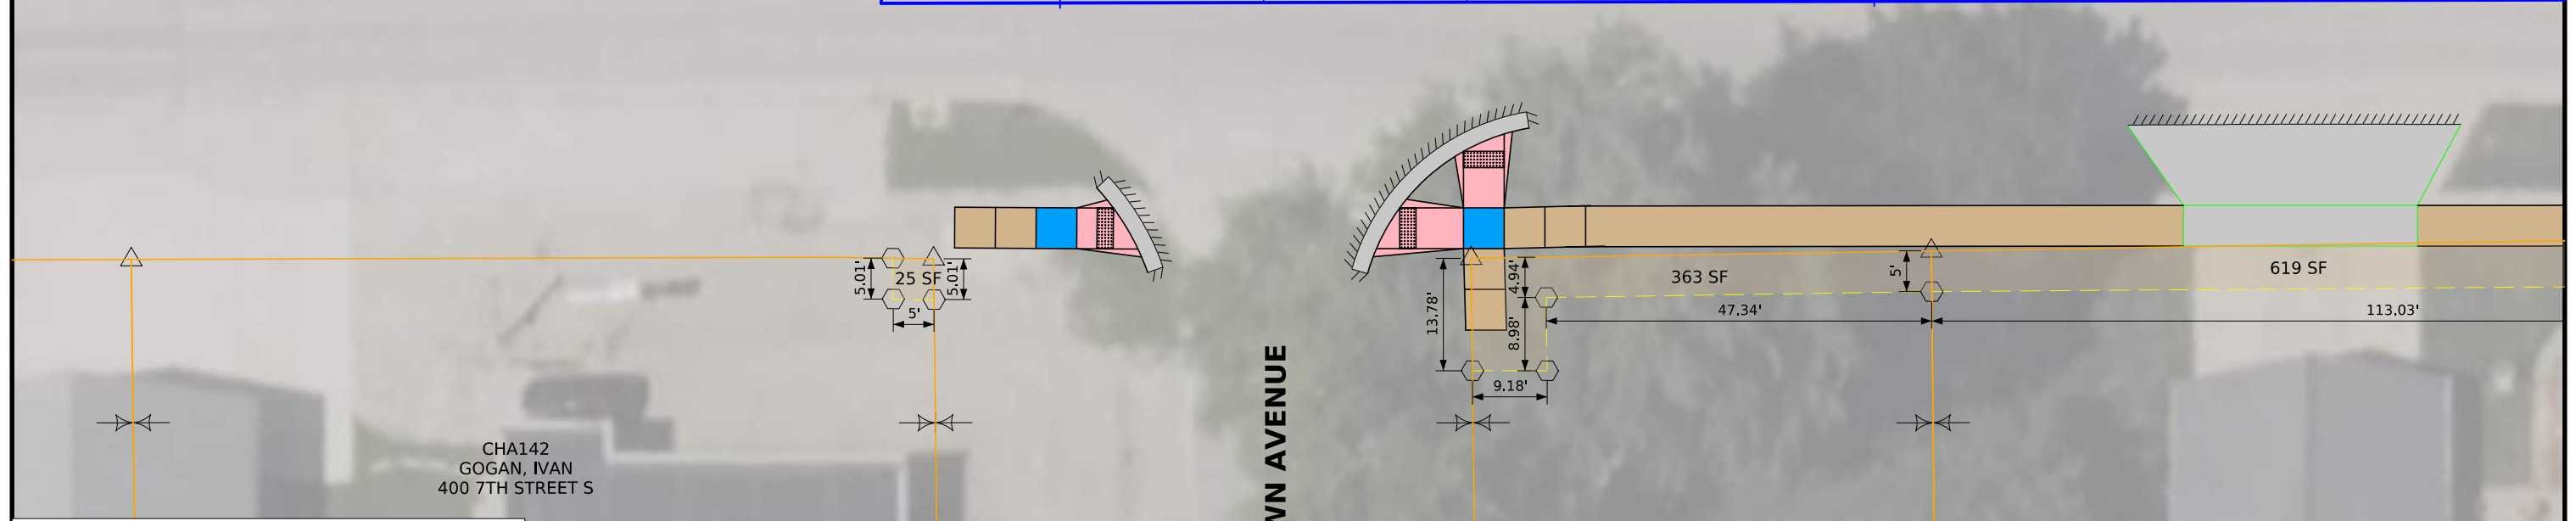 5.01'
25 SF
5.01'
5'
13.78'
4.94'
8.98'
9.18'
363 SF
47.34'
5'
619 SF
113.03'
WN AVENUE
CHA142
GOGAN, IVAN
400 7TH STREET S